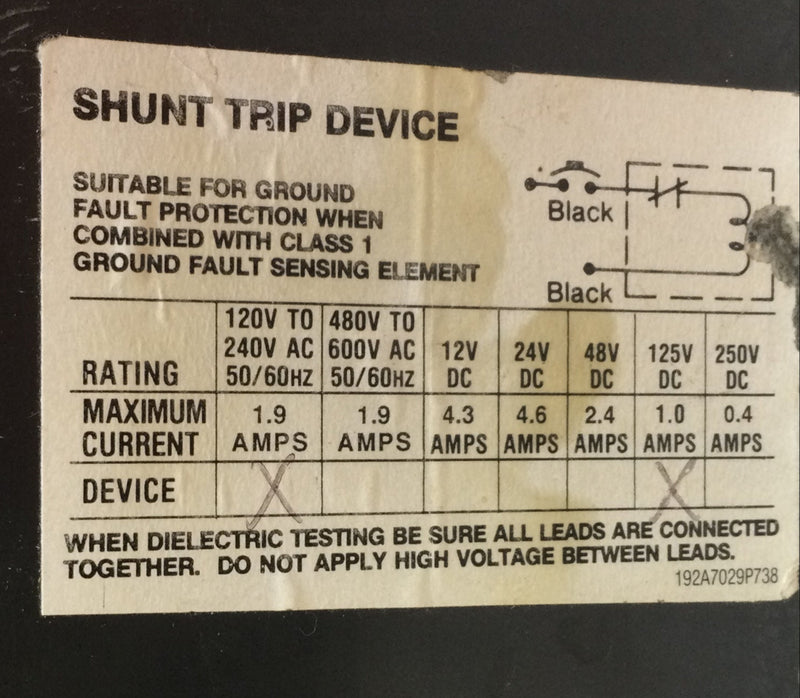 SHUNT TRIP DEVICE
SUITABLE FOR GROUND
FAULT PROTECTION WHEN
COMBINED WITH CLASS 1
GROUND FAULT SENSING ELEMENT
Black
Black
RATING 120V TO 240V AC 50/60HZ 480V TO 600V AC 50/60HZ 12V DC 24V DC 48V DC 125V DC 250V DC
MAXIMUM CURRENT 1.9 AMPS 1.9 AMPS 4.3 AMPS 4.6 AMPS 2.4 AMPS 1.0 AMPS 0.4 AMPS
DEVICE X X
WHEN DIELECTRIC TESTING BE SURE ALL LEADS ARE CONNECTED
TOGETHER. DO NOT APPLY HIGH VOLTAGE BETWEEN LEADS.
192A7029P738